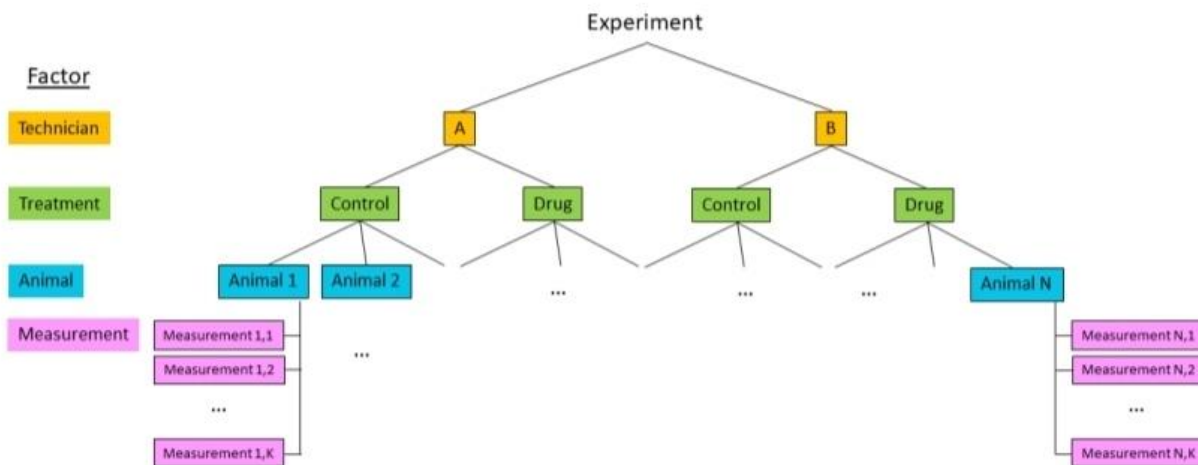 Experiment
Factor
Technician
A
B
Treatment
Control
Drug
Control
Drug
Animal
Animal 1
Animal 2
...
...
...
Animal N
Measurement
Measurement 1,1
...
Measurement N,1
Measurement 1,2
Measurement N,2
...
...
Measurement 1,K
Measurement N,K